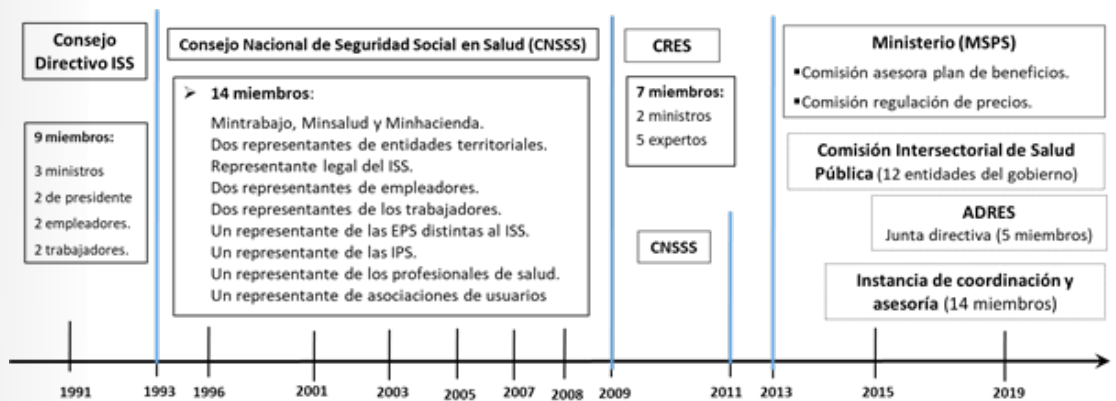 Consejo
Directivo ISS
9 miembros:
3 ministros
2 de presidente
2 empleadores.
2 trabajadores.
Consejo Nacional de Seguridad Social en Salud (CNSSS)
➢ 14 miembros:
Mintrabajo, Minsalud y Minhacienda.
Dos representantes de entidades territoriales.
Representante legal del ISS.
Dos representantes de empleadores.
Dos representantes de los trabajadores.
Un representante de las EPS distintas al ISS.
Un representante de las IPS.
Un representante de los profesionales de salud.
Un representante de asociaciones de usuarios
CRES
7 miembros:
2 ministros
5 expertos
CNSSS
Ministerio (MSPS)
▪Comisión asesora plan de beneficios.
▪Comisión regulación de precios.
Comisión Intersectorial de Salud
Pública (12 entidades del gobierno)
ADRES
Junta directiva (5 miembros)
Instancia de coordinación y
asesoría (14 miembros)
1991 1993 1996 2001 2003 2005 2007 2008 2009 2011 2013 2015 2019